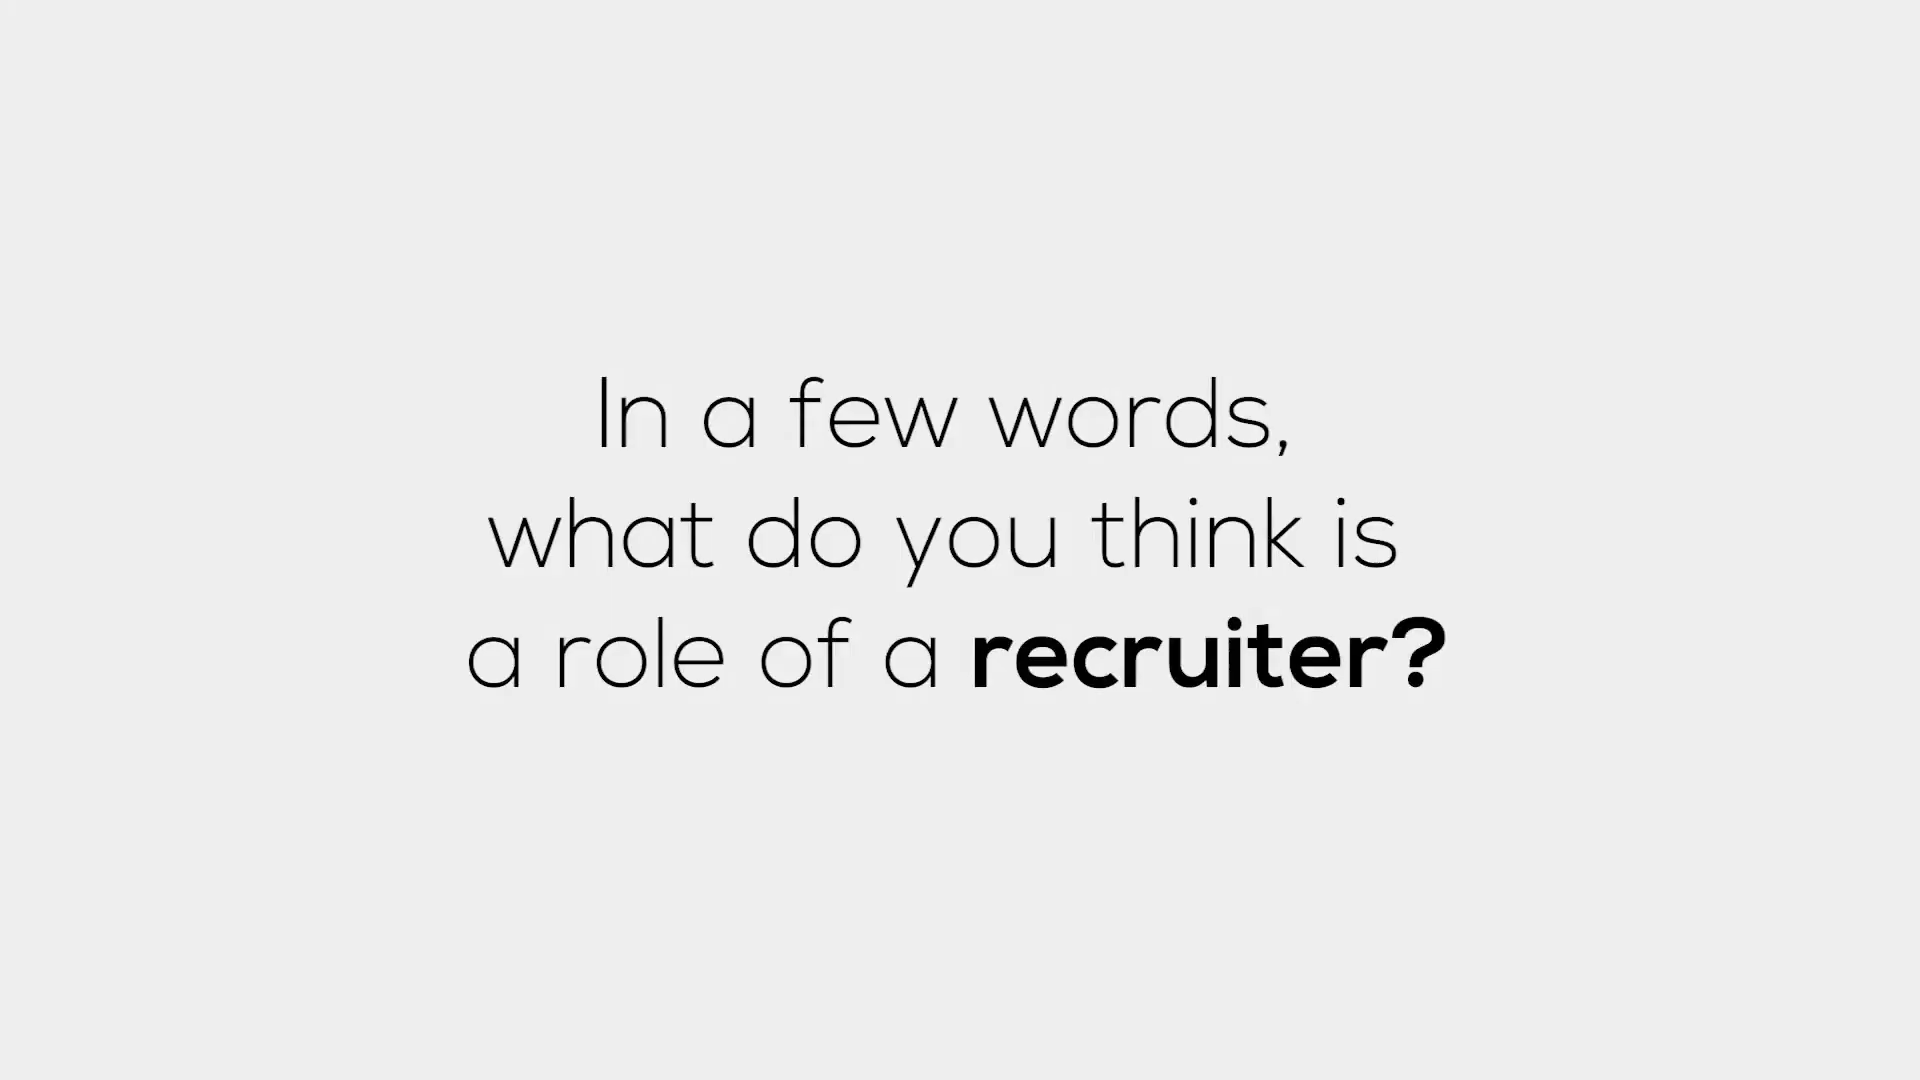 In a few words,
what do you think is
a role of a recruiter?